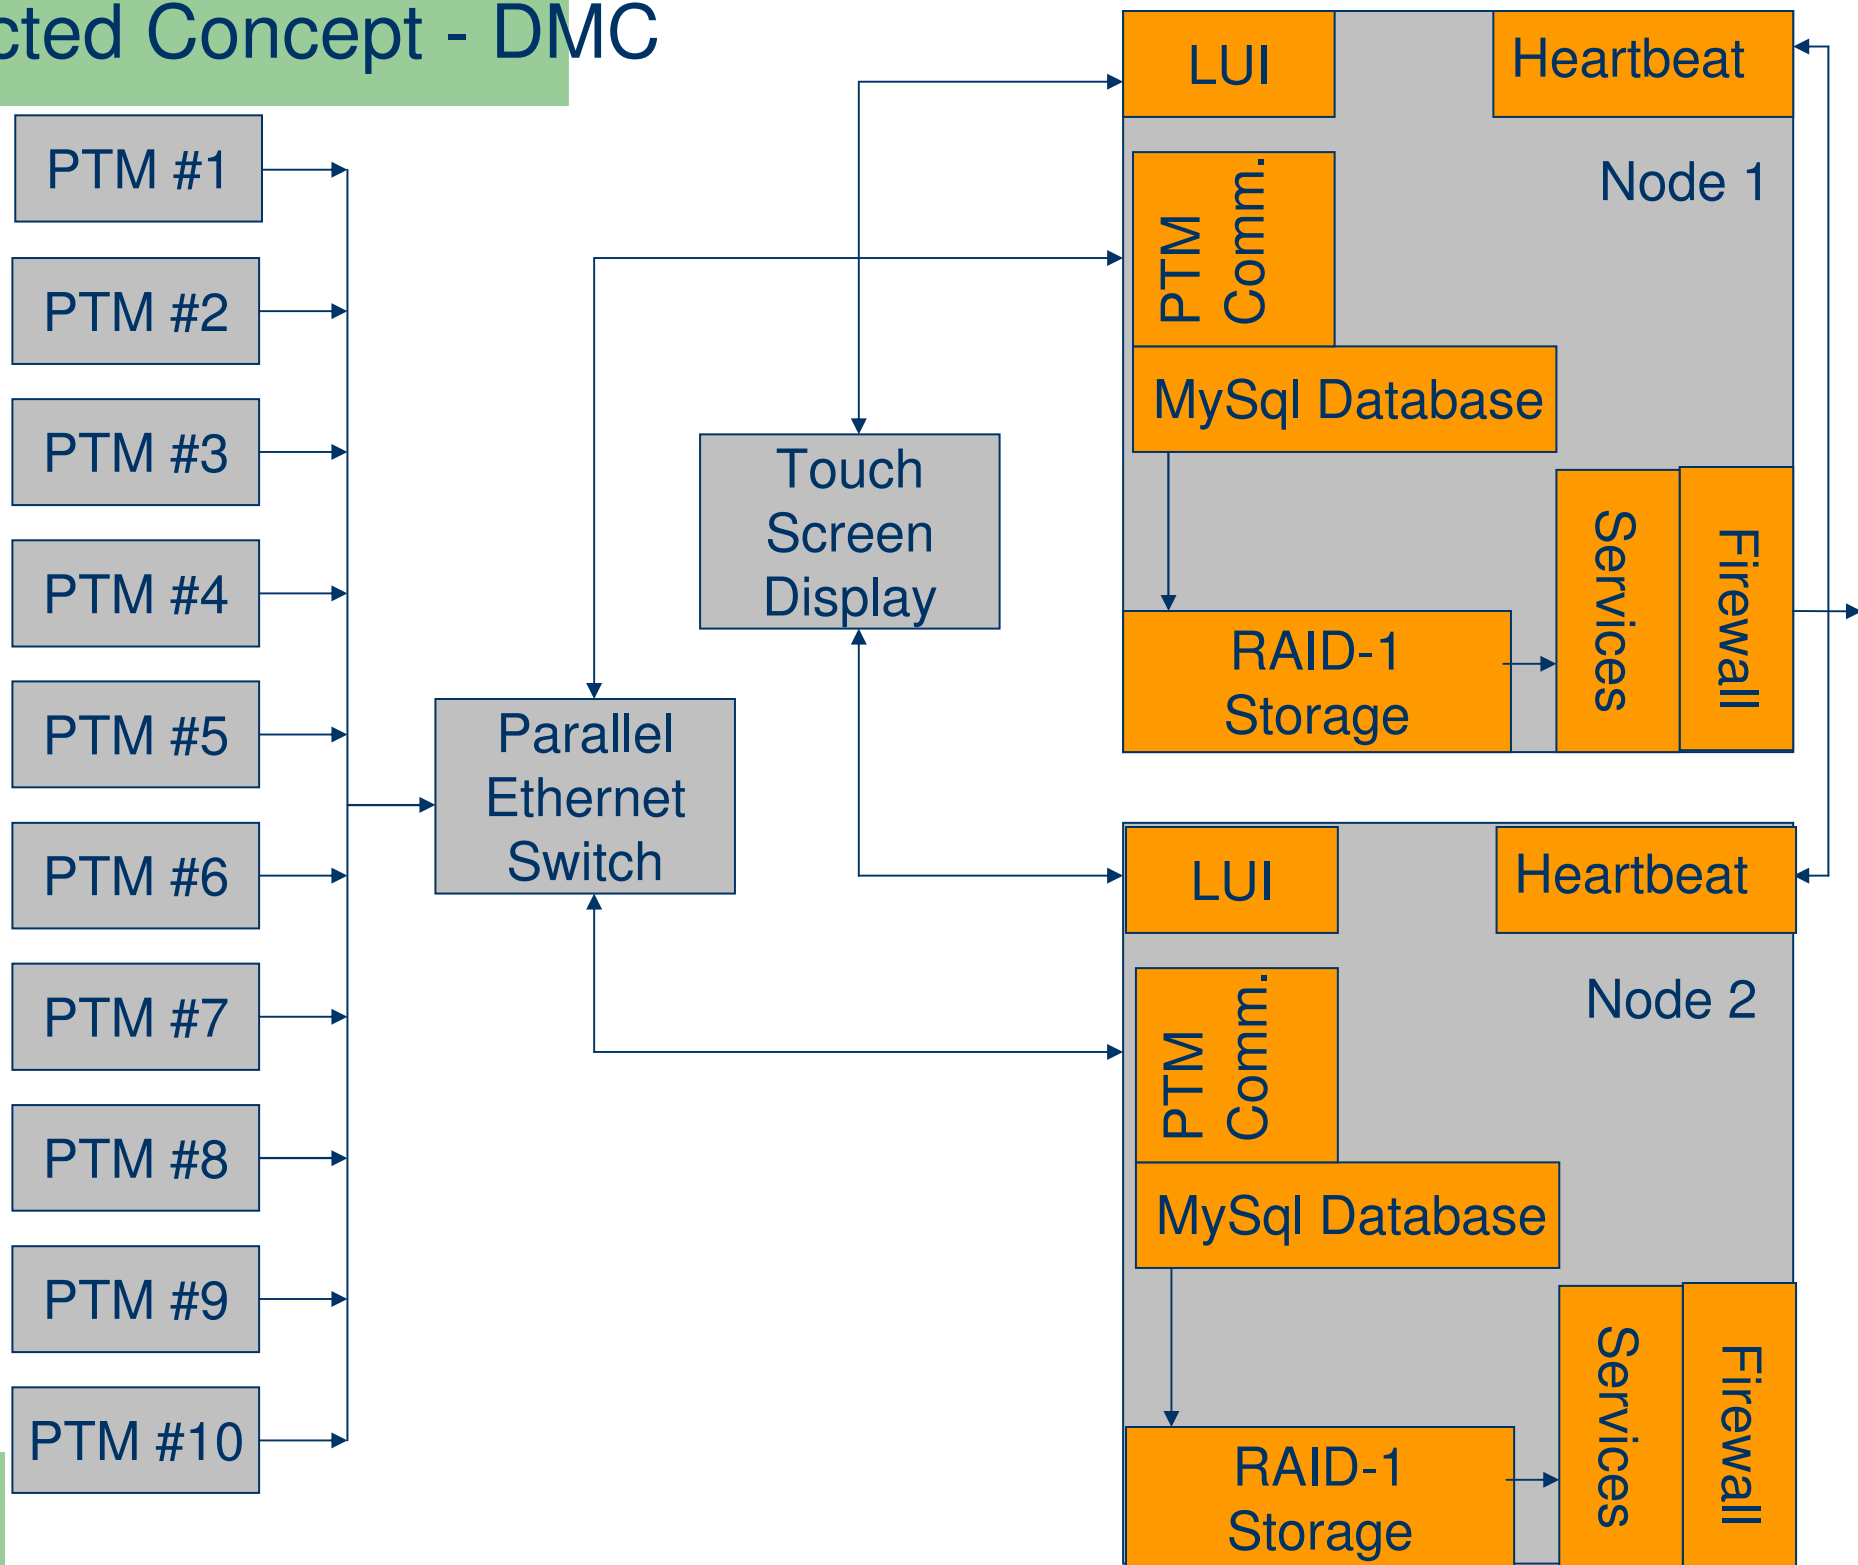 cted Concept - DMC
PTM #1
PTM #2
PTM #3
PTM #4
PTM #5
PTM #6
PTM #7
PTM #8
PTM #9
PTM #10
Parallel
Ethernet
Switch
Touch
Screen
Display
LUI
Heartbeat
Node 1
PTM
Comm.
MySql Database
Services
Firewall
RAID-1
Storage
LUI
Heartbeat
Node 2
PTM
Comm.
MySql Database
Services
Firewall
RAID-1
Storage